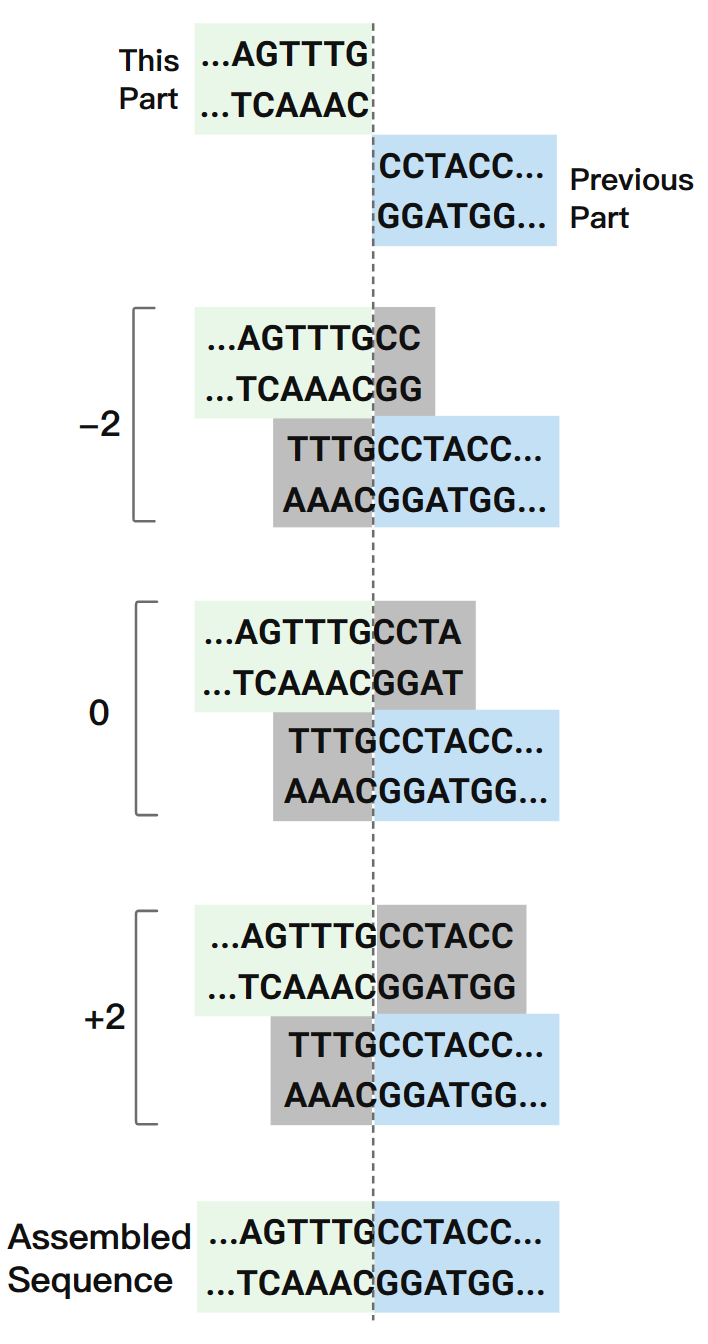 This
Part
...AGTTTG
...TCAAAC
CCTACC...
GGATGG...
Previous
Part
−2
...AGTTTGCC
...TCAAACGG
TTTGCCTACC...
AAACGGATGG...
0
...AGTTTGCCTA
...TCAAACGGAT
TTTGCCTACC...
AAACGGATGG...
+2
...AGTTTGCCTACC
...TCAAACGGATGG
TTTGCCTACC...
AAACGGATGG...
Assembled
Sequence
...AGTTTGCCTACC...
...TCAAACGGATGG...